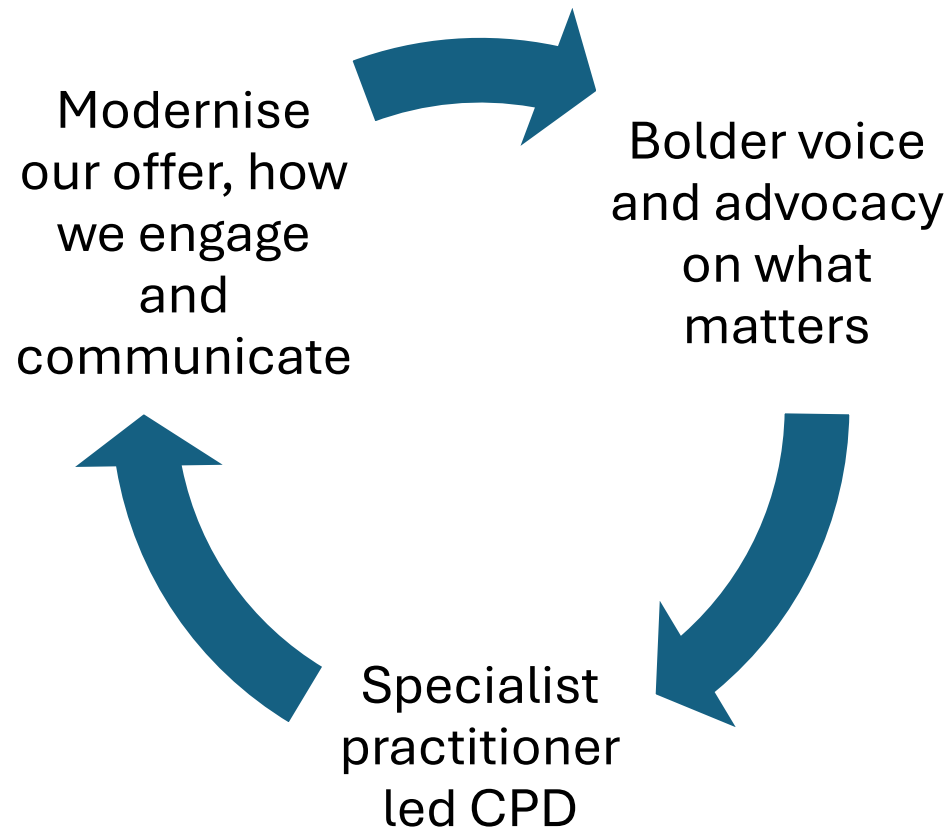 Modernise
our offer, how
we engage
and
communicate
Bolder voice
and advocacy
on what
matters
Specialist
practitioner
led CPD